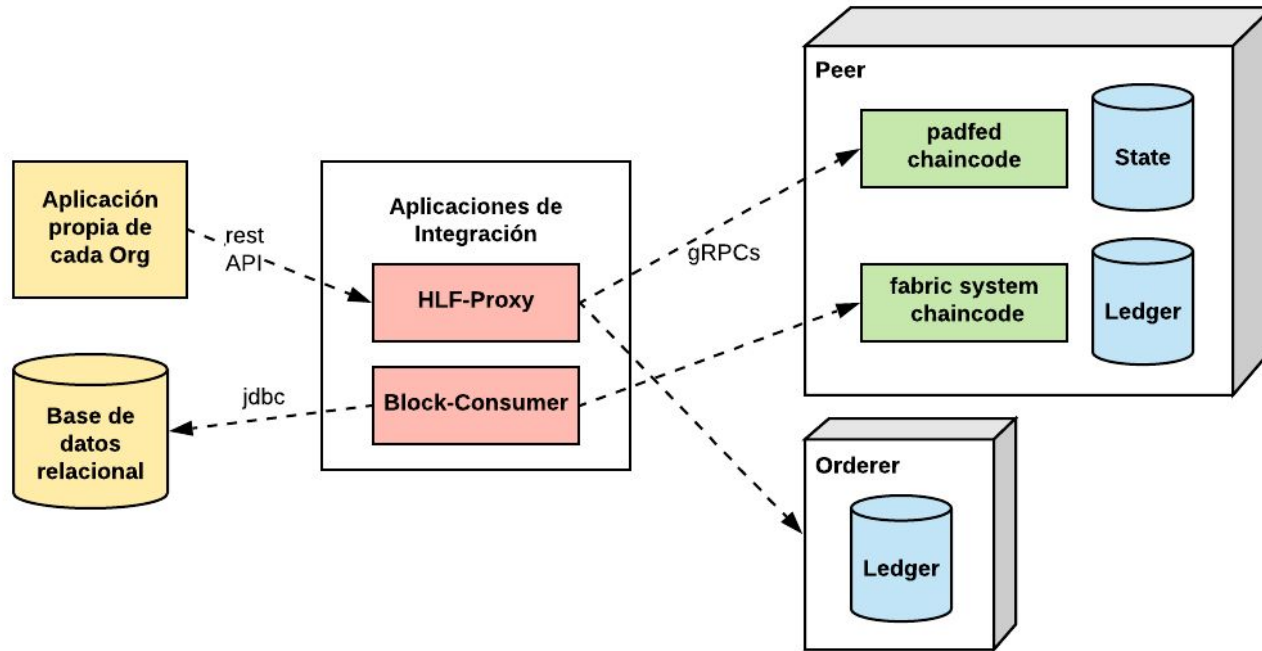 Aplicación
propia de
cada Org
rest
API
Base de
datos
relacional
jdbc
Aplicaciones de
Integración
HLF-Proxy
Block-Consumer
gRPCs
Peer
padfed
chaincode
State
fabric system
chaincode
Ledger
Orderer
Ledger